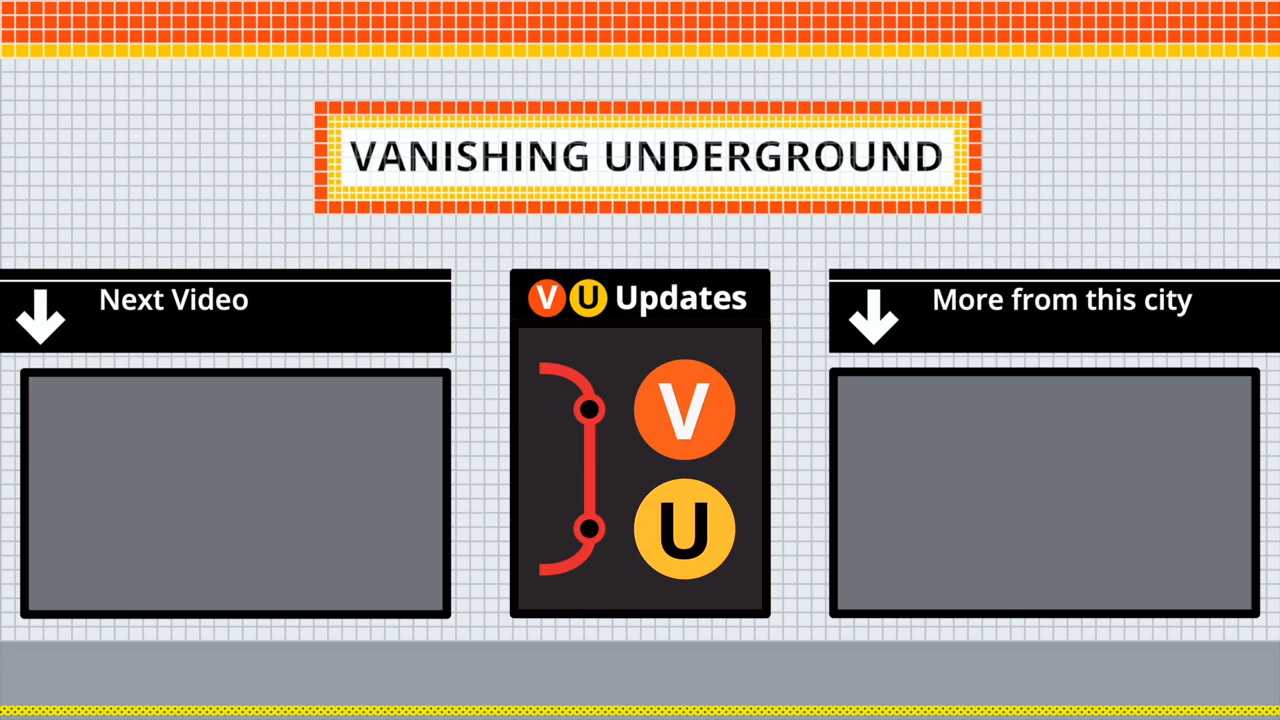 VANISHING UNDERGROUND
Next Video
V U Updates
More from this city
V
U